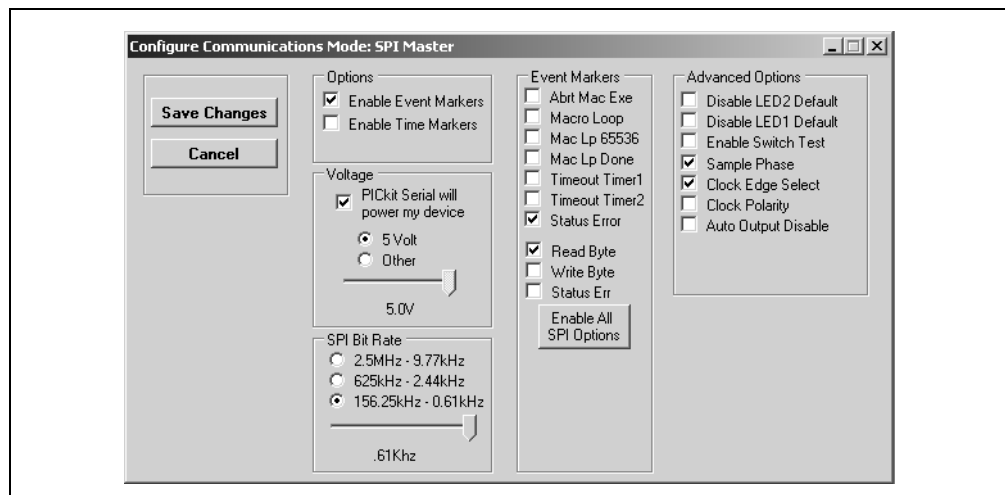 Configure Communications Mode: SPI Master
Save Changes
Cancel
Options
Enable Event Markers
Enable Time Markers
Voltage
PICkit Serial will
power my device
5 Volt
Other
5.0V
SPI Bit Rate
2.5MHz - 9.77kHz
625kHz - 2.44kHz
156.25kHz - 0.61kHz
.61Khz
Event Markers
Abrt Mac Exe
Macro Loop
Mac Lp 65536
Mac Lp Done
Timeout Timer1
Timeout Timer2
Status Error
Read Byte
Write Byte
Status Err
Enable All
SPI Options
Advanced Options
Disable LED2 Default
Disable LED1 Default
Enable Switch Test
Sample Phase
Clock Edge Select
Clock Polarity
Auto Output Disable